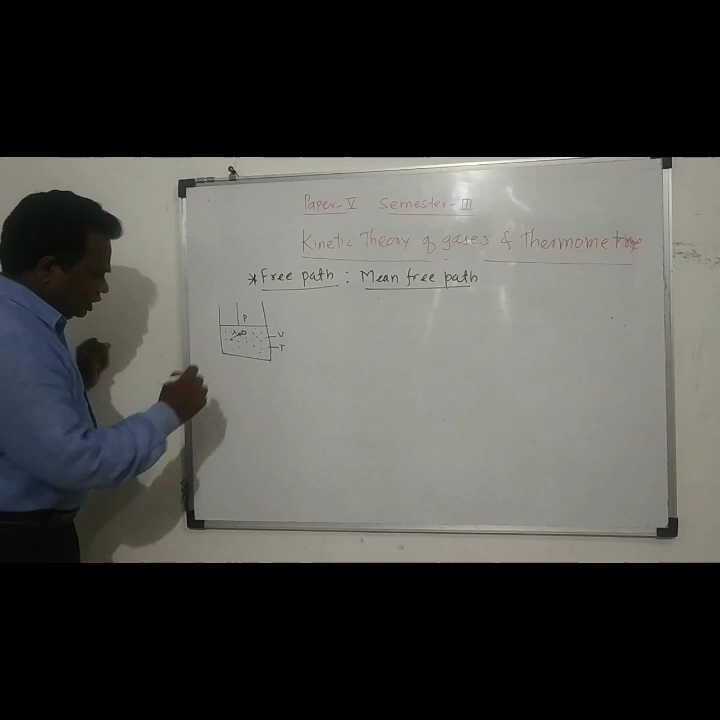 Paper-V Semester-III
Kinetic Theory of gases & Thermometry
* Free path : Mean free path
P
V
T